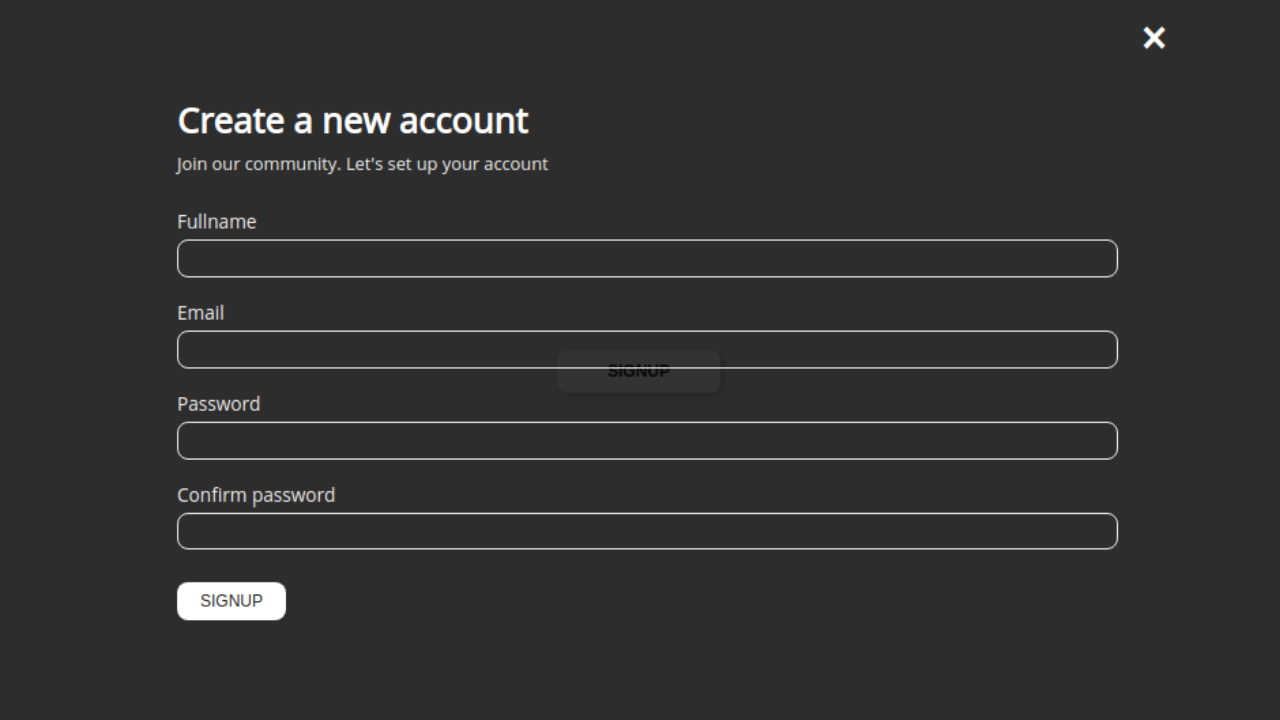 ×
Create a new account
Join our community. Let's set up your account
Fullname
Email
SIGNUP
Password
Confirm password
SIGNUP